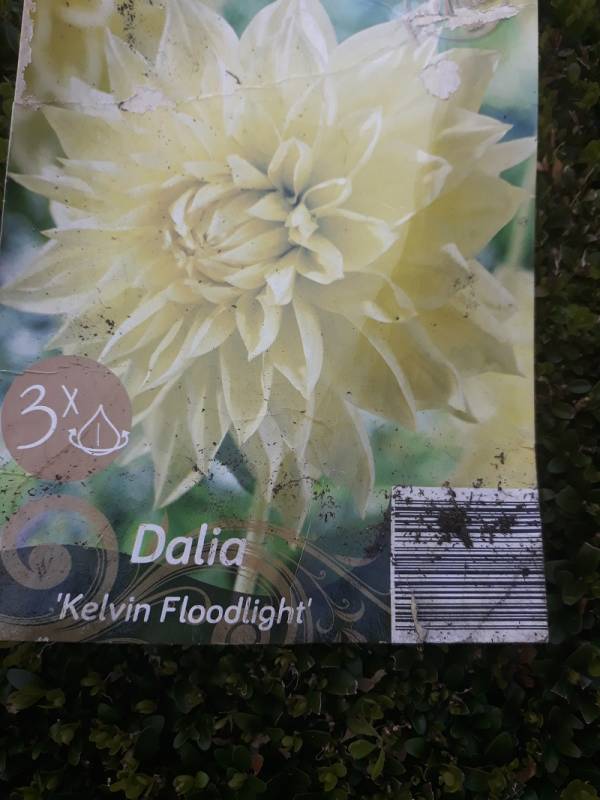 3x
Dalia
'Kelvin Floodlight'